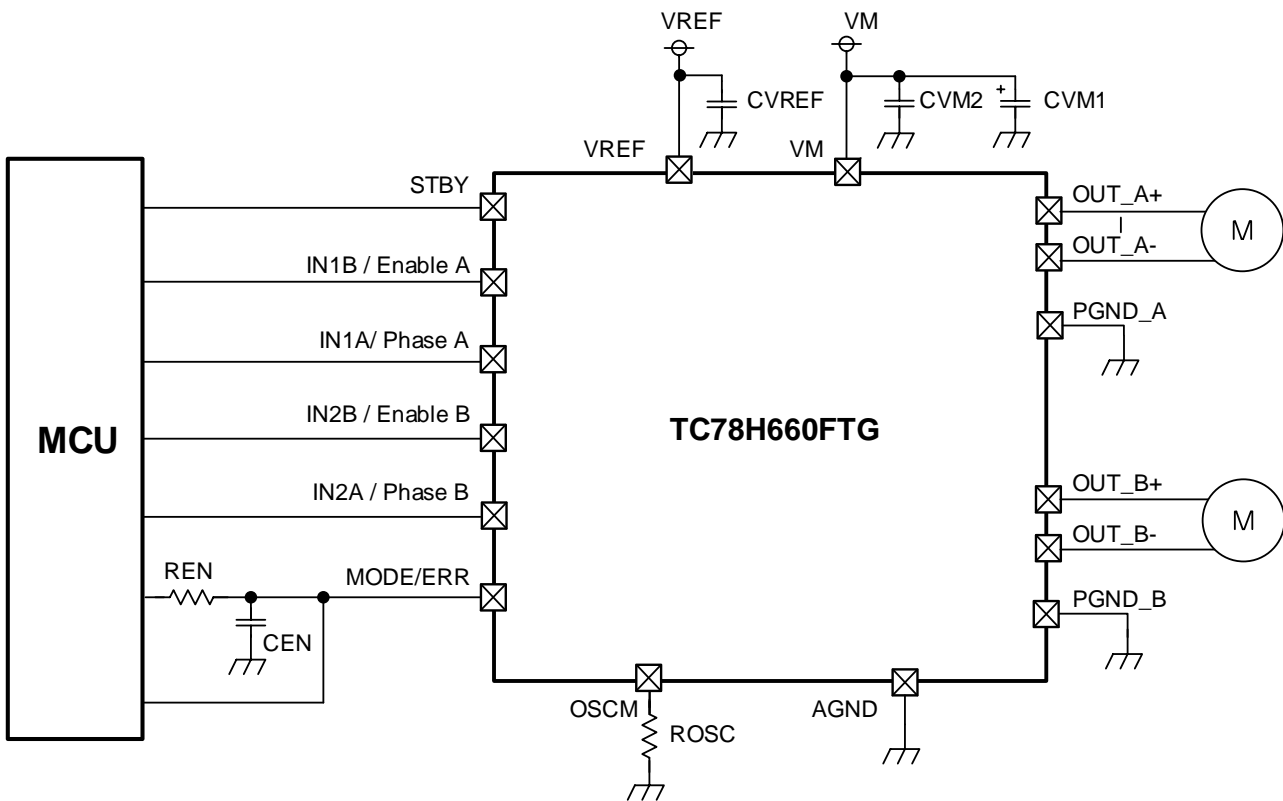 VREF
VM
CVREF
CVM2
+
CVM1
VREF
VM
STBY
OUT_A+
M
IN1B / Enable A
OUT_A-
PGND_A
IN1A/ Phase A
IN2B / Enable B
MCU
TC78H660FTG
IN2A / Phase B
OUT_B+
M
OUT_B-
REN
MODE/ERR
PGND_B
CEN
OSCM
AGND
ROSC